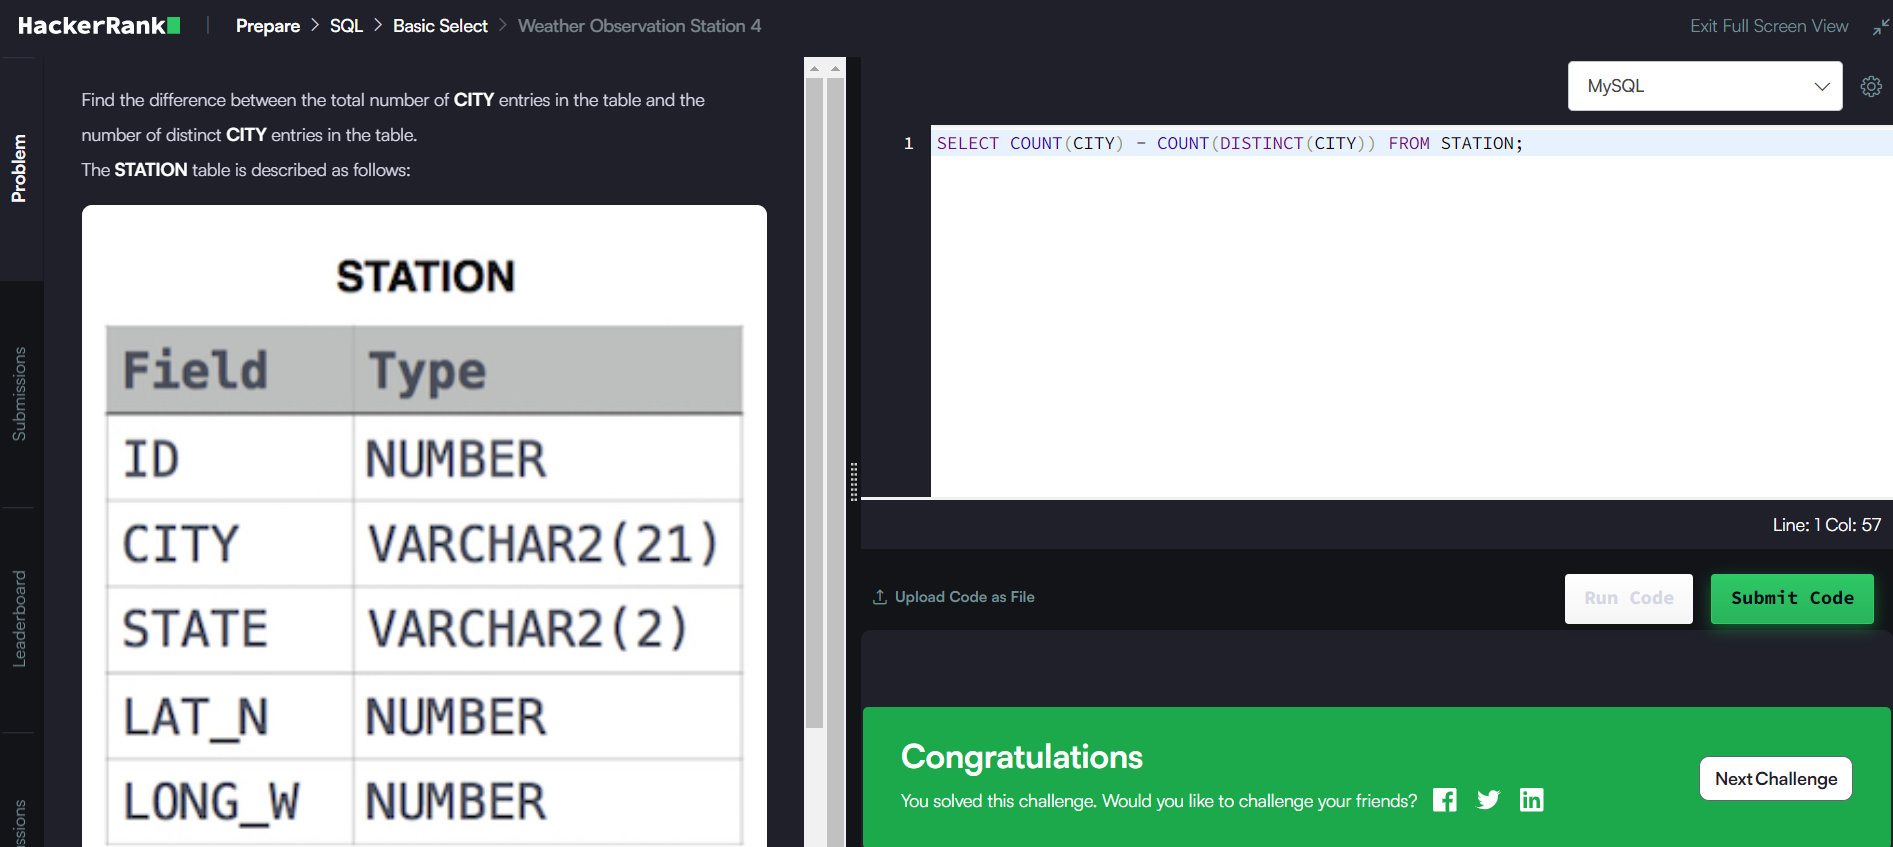 HackerRank | Prepare > SQL > Basic Select > Weather Observation Station 4
Exit Full Screen View
Problem
Submissions
Leaderboard
ssions
Find the difference between the total number of CITY entries in the table and the
number of distinct CITY entries in the table.
The STATION table is described as follows:
STATION
Field Type
ID NUMBER
CITY VARCHAR2(21)
STATE VARCHAR2(2)
LAT_N NUMBER
LONG_W NUMBER
MySQL
1 SELECT COUNT(CITY) - COUNT(DISTINCT(CITY)) FROM STATION;
Line: 1 Col: 57
Upload Code as File
Run Code
Submit Code
Congratulations
You solved this challenge. Would you like to challenge your friends?
Next Challenge